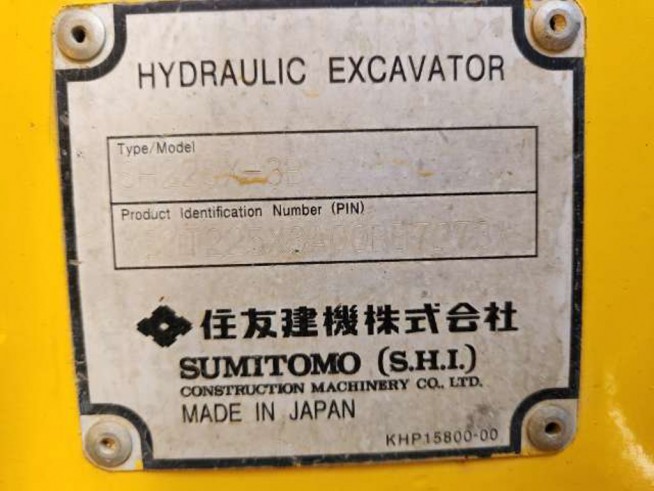 HYDRAULIC EXCAVATOR
Type/Model
Product Identification Number (PIN)
住友建機株式会社
SUMITOMO (S.H.I.)
CONSTRUCTION MACHINERY CO., LTD.
MADE IN JAPAN
KHP15800-00